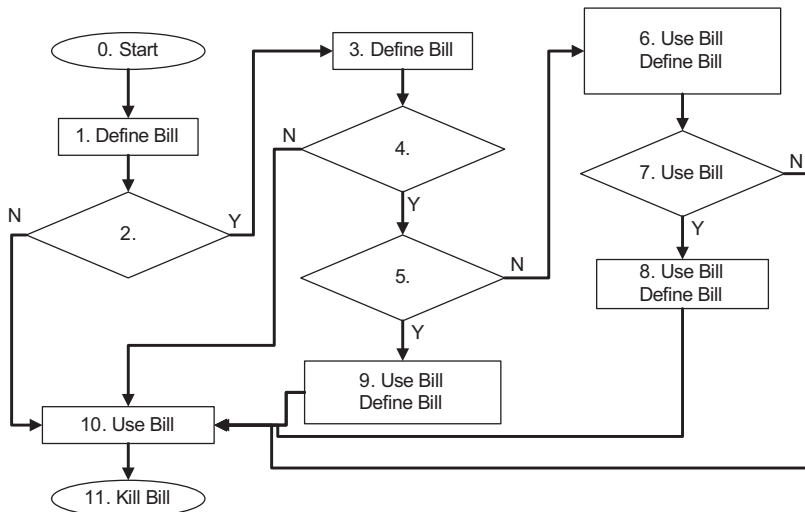 0. Start
1. Define Bill
2.
N
Y
3. Define Bill
4.
N
Y
5.
N
Y
6. Use Bill
Define Bill
7. Use Bill
N
Y
8. Use Bill
Define Bill
9. Use Bill
Define Bill
10. Use Bill
11. Kill Bill